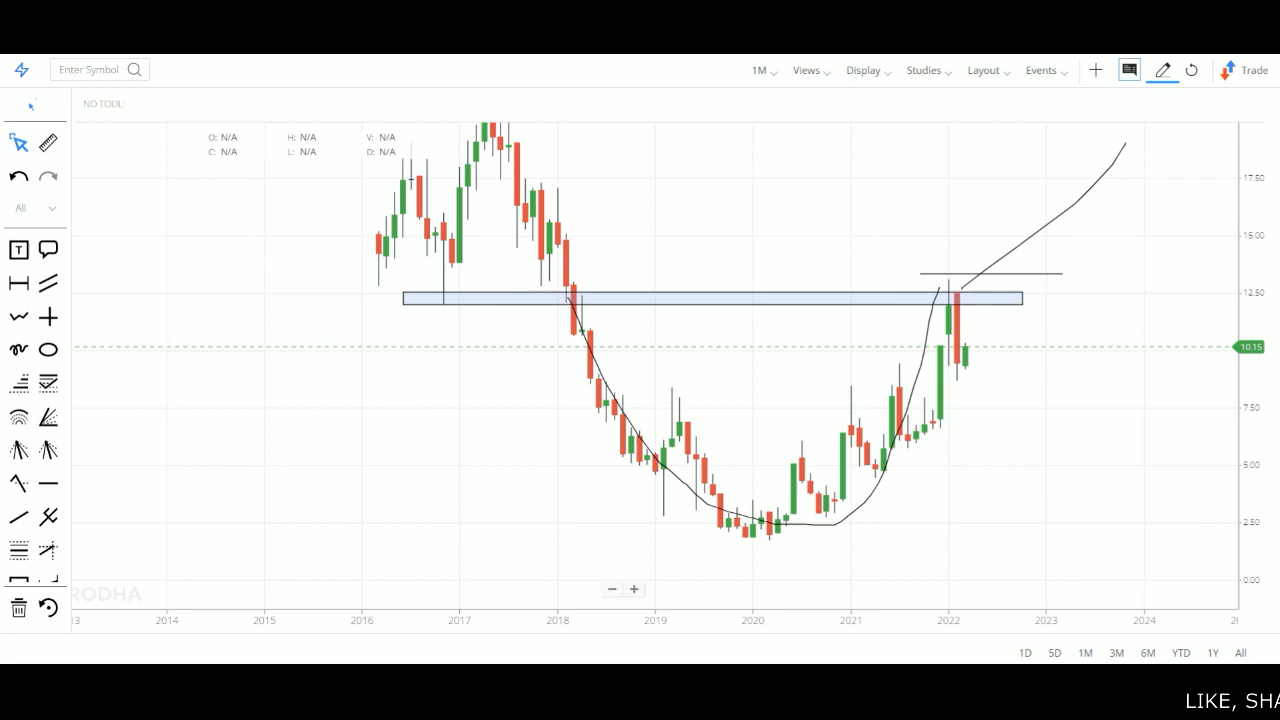 Enter Symbol 1M Views Display Studies Layout Events Trade
NO TOOL:
O: N/A H: N/A V: N/A
C: N/A L: N/A D: N/A
All
T
17.50
15.00
12.50
10.15
7.50
5.00
2.50
0.00
RODHA
13 2014 2015 2016 2017 2018 2019 2020 2021 2022 2023 2024 20
1D 5D 1M 3M 6M YTD 1Y All
LIKE, SHA